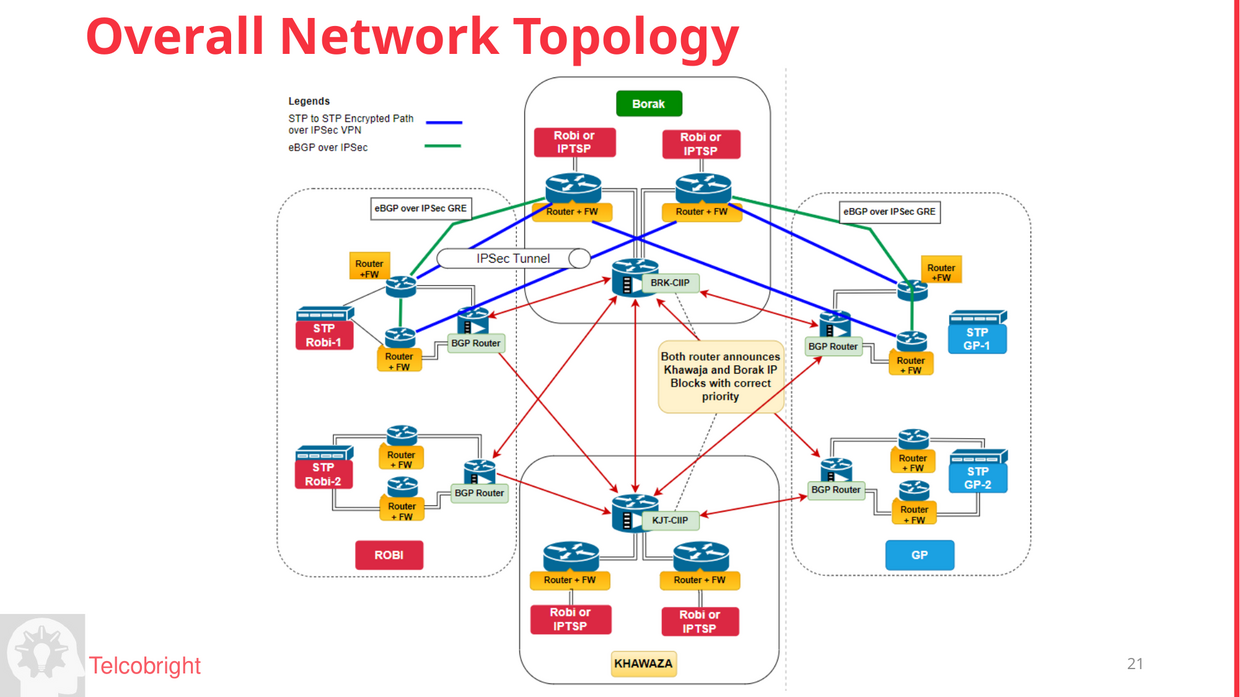 Overall Network Topology
Legends
STP to STP Encrypted Path
over IPSec VPN
eBGP over IPSec
Borak
Robi or
IPTSP
Robi or
IPTSP
Router + FW
Router + FW
eBGP over IPSec GRE
eBGP over IPSec GRE
IPSec Tunnel
Router
+FW
Router
+FW
BRK-CIIP
STP
Robi-1
BGP Router
Router
+ FW
BGP Router
Router
+ FW
STP
GP-1
Both router announces
Khawaja and Borak IP
Blocks with correct
priority
STP
Robi-2
Router
+ FW
Router
+ FW
BGP Router
BGP Router
Router
+ FW
Router
+ FW
STP
GP-2
KJT-CIIP
ROBI
GP
Router + FW
Router + FW
Robi or
IPTSP
Robi or
IPTSP
KHAWAZA
Telcobright
21